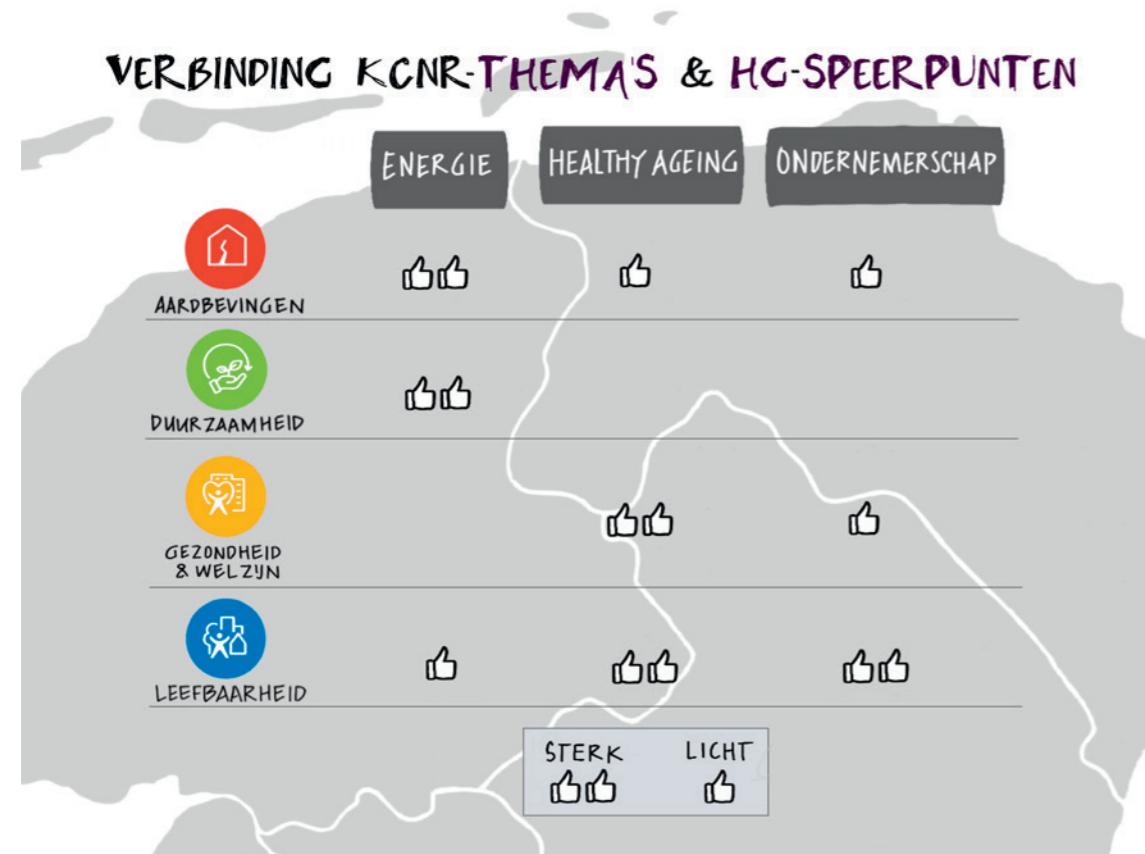 VERBINDING KCNR-THEMA'S & HG-SPEERPUNTEN
ENERGIE HEALTHY AGEING ONDERNEMERSCHAP
AARDBEVINGEN
DUURZAAMHEID
GEZONDHEID
& WELZIJN
LEEFBAARHEID
STERK LICHT